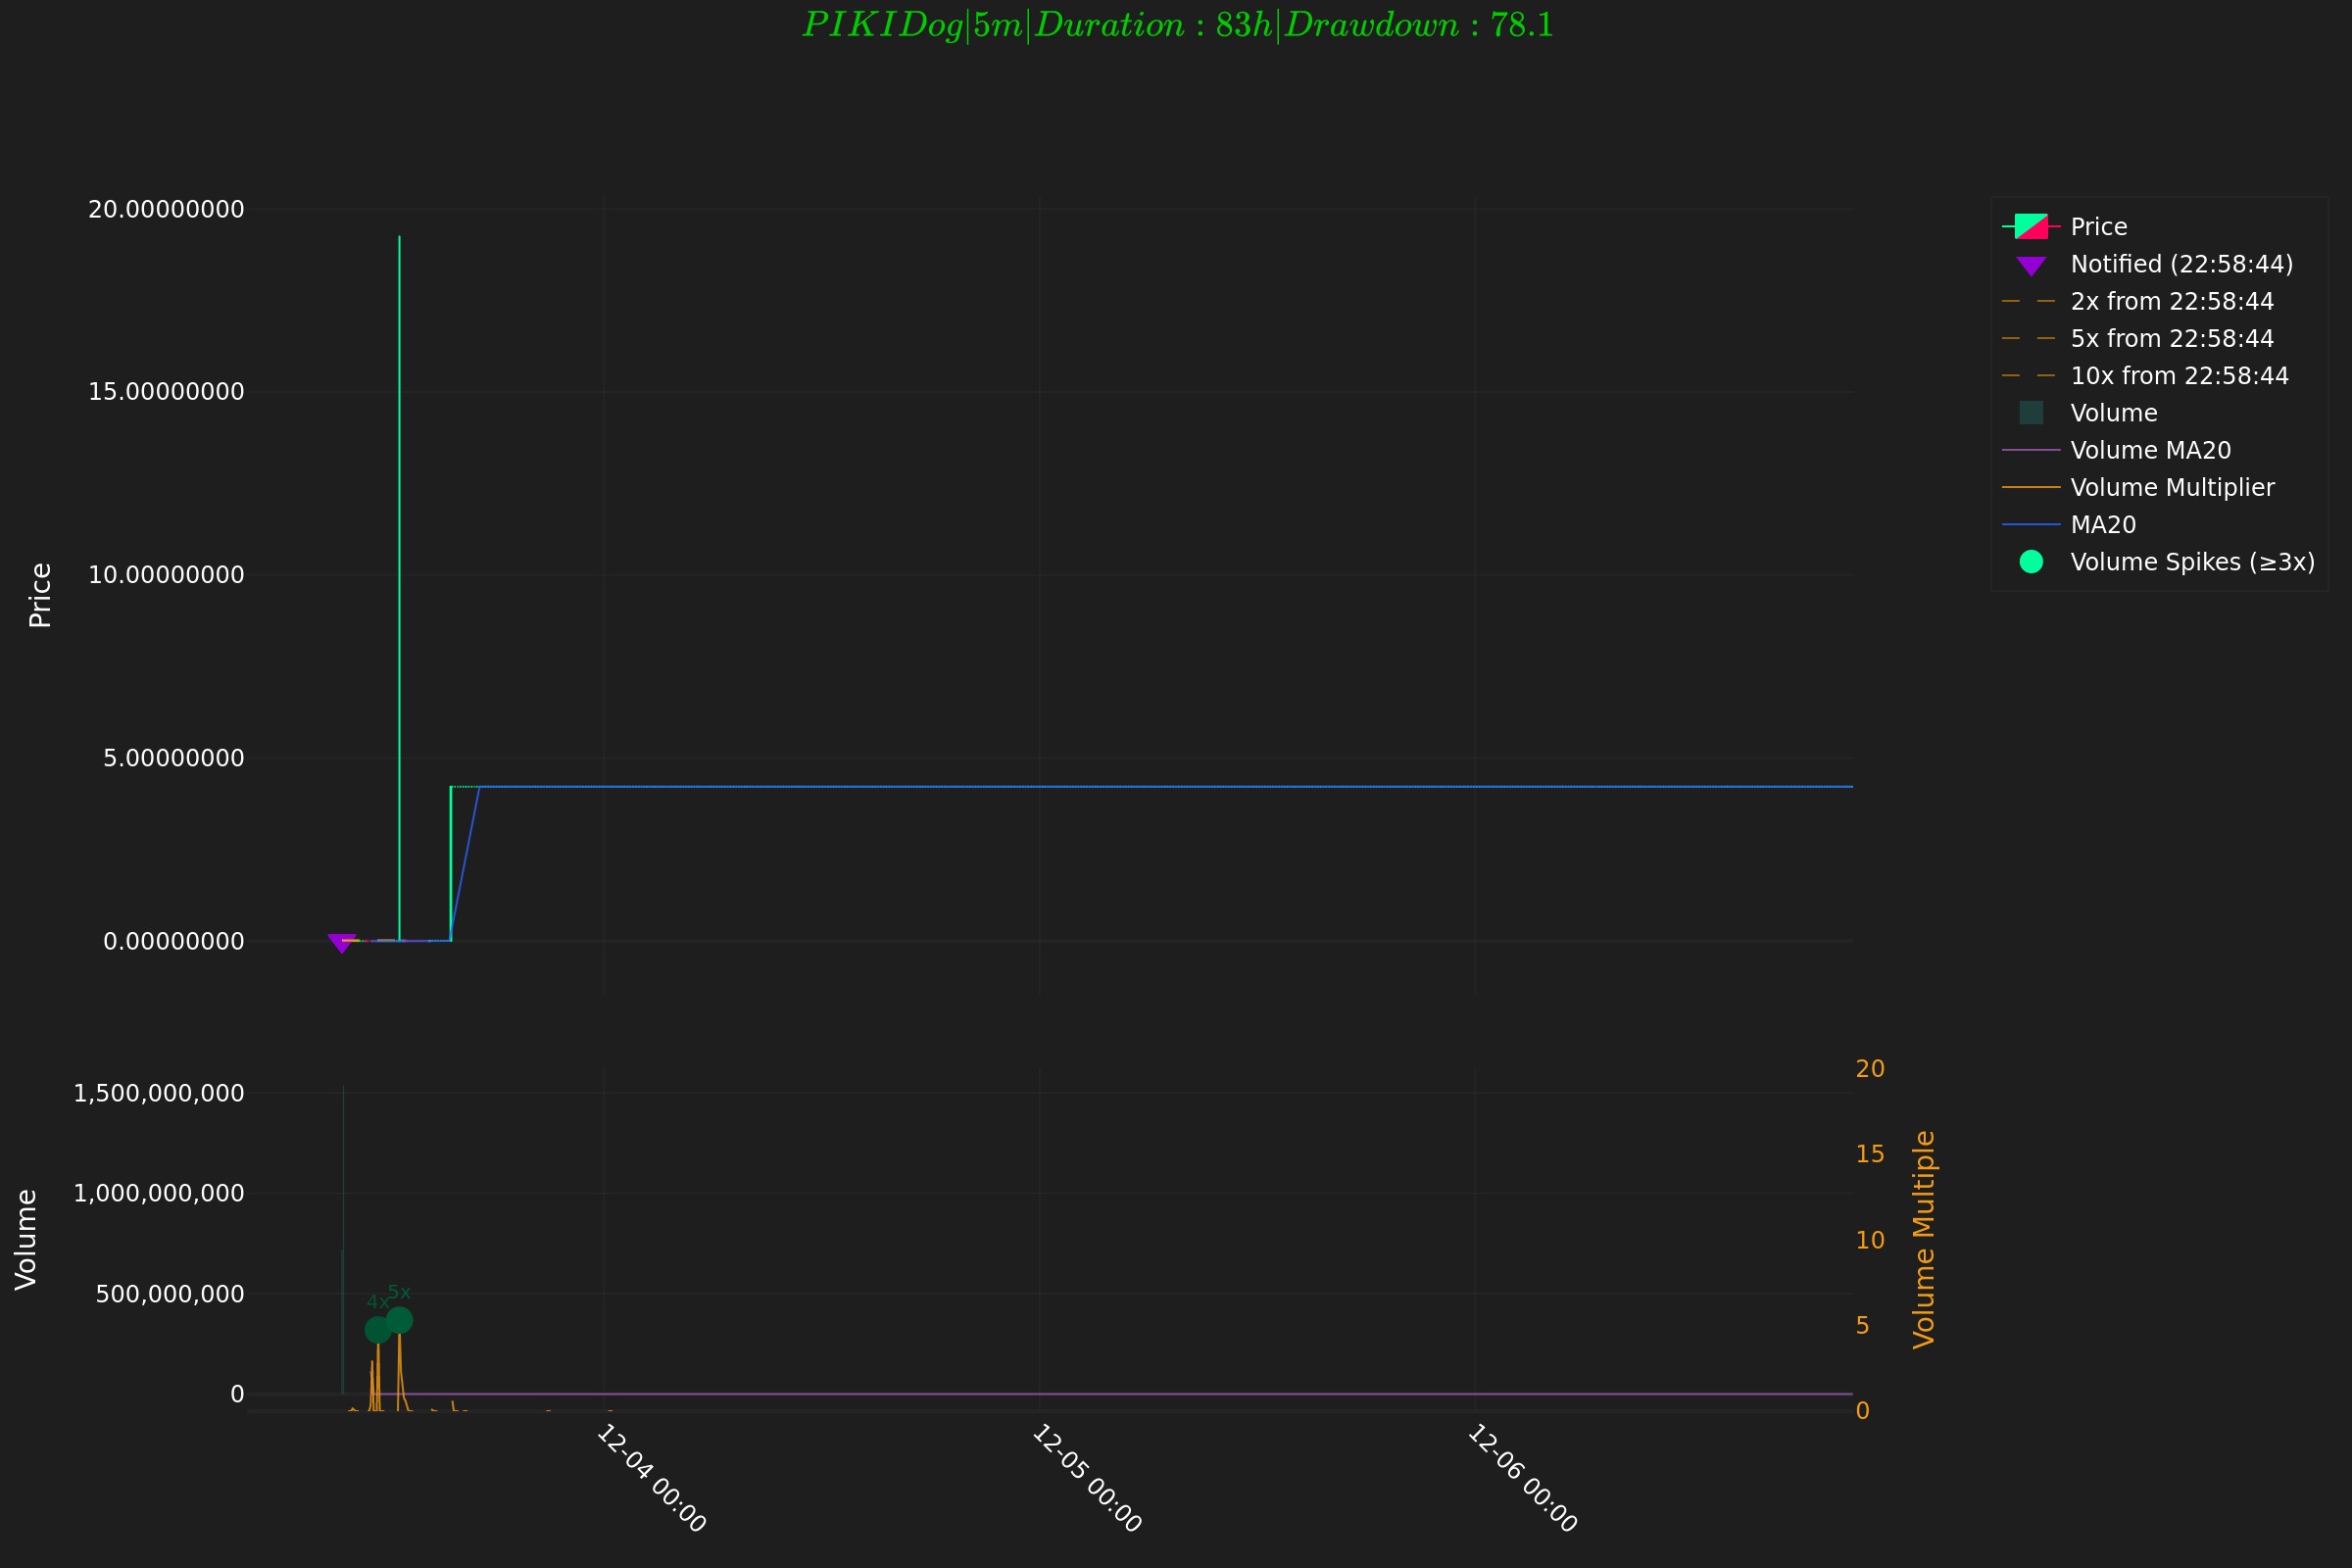 PIKIDog|5m|Duration : 83h|Drawdown : 78.1
20.00000000
15.00000000
10.00000000
5.00000000
0.00000000
Price
Price
Notified (22:58:44)
2x from 22:58:44
5x from 22:58:44
10x from 22:58:44
Volume
Volume MA20
Volume Multiplier
MA20
Volume Spikes (≥3x)
1,500,000,000
1,000,000,000
500,000,000
0
Volume
4x
5x
20
15
10
5
0
Volume Multiple
12-04 00:00
12-05 00:00
12-06 00:00